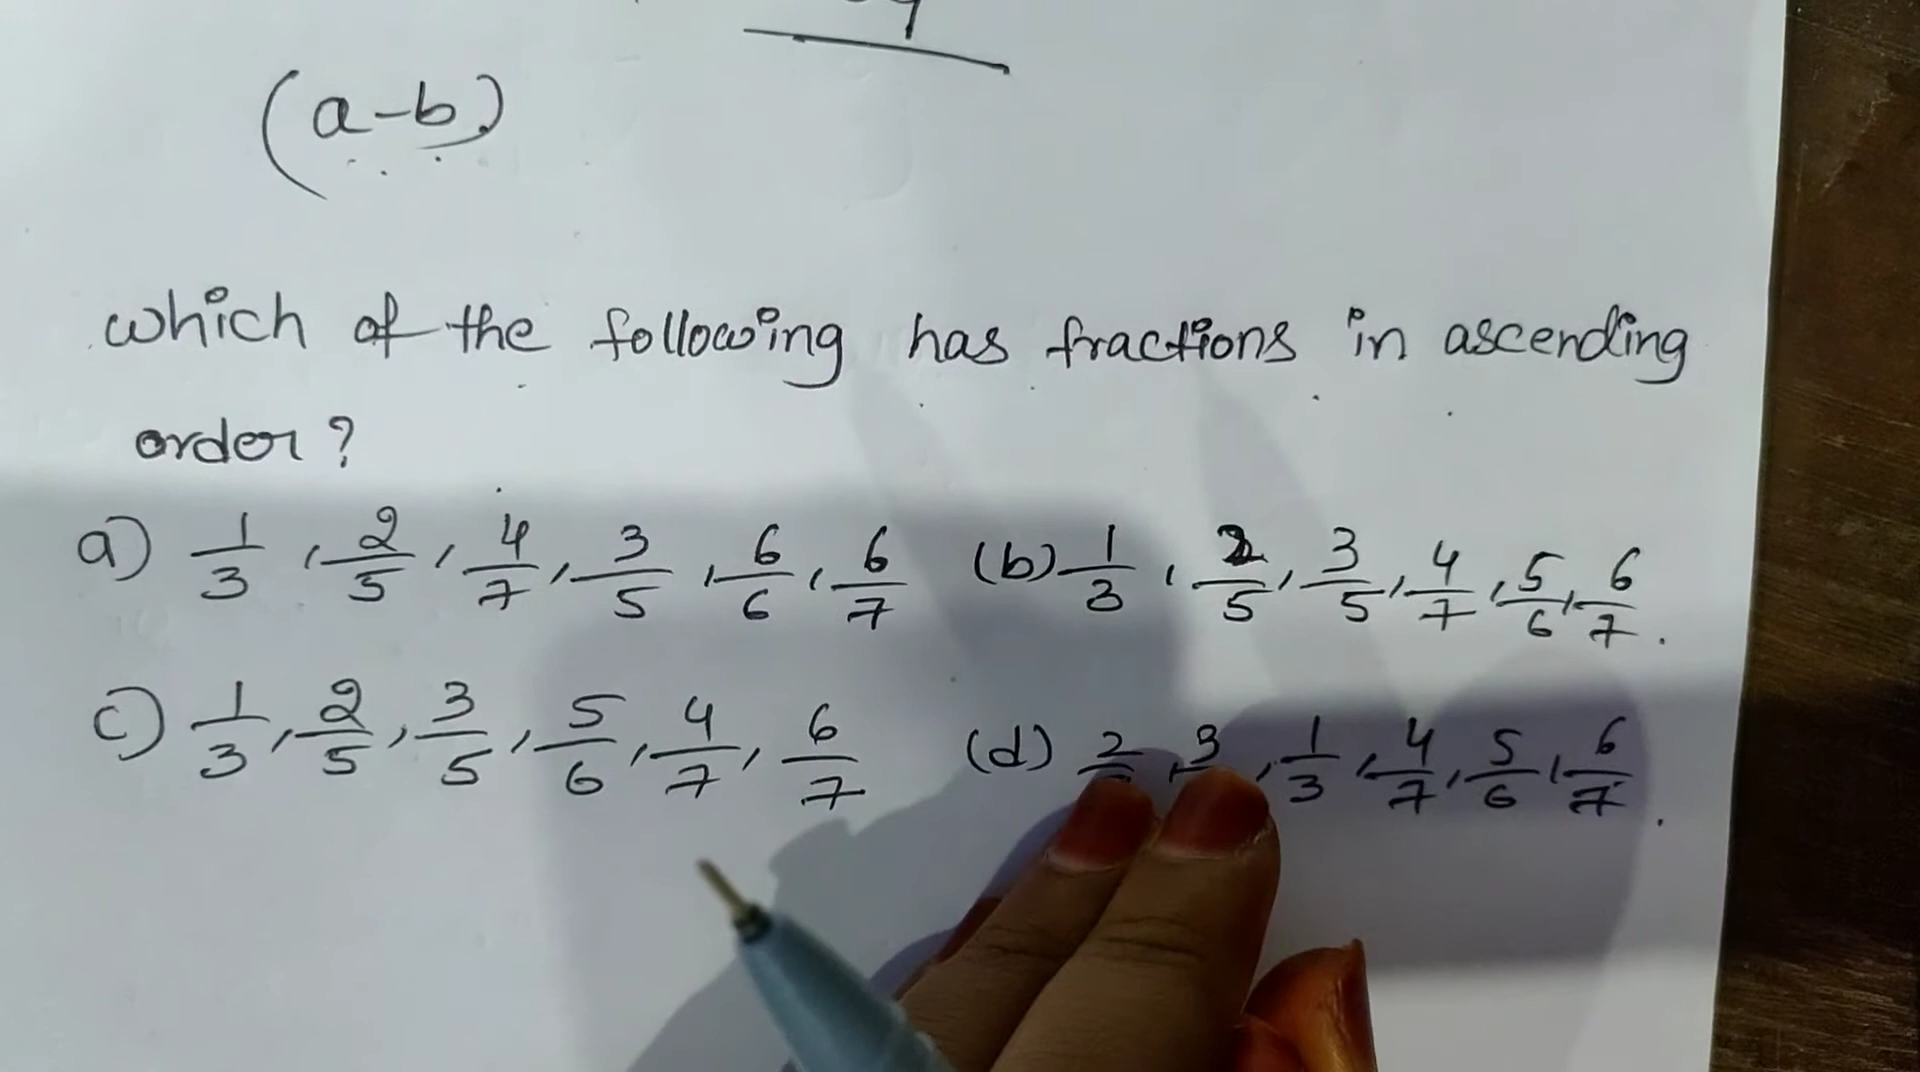 (a-b)
which of the following has fractions in ascending
order?
a) 1/3, 2/5, 4/7, 3/5, 6/6, 6/7 (b) 1/3, 2/5, 3/5, 4/7, 5/6, 6/7.
c) 1/3, 2/5, 3/5, 5/6, 4/7, 6/7 (d) 2, 3, 1/3, 4/7, 5/6, 6/7.